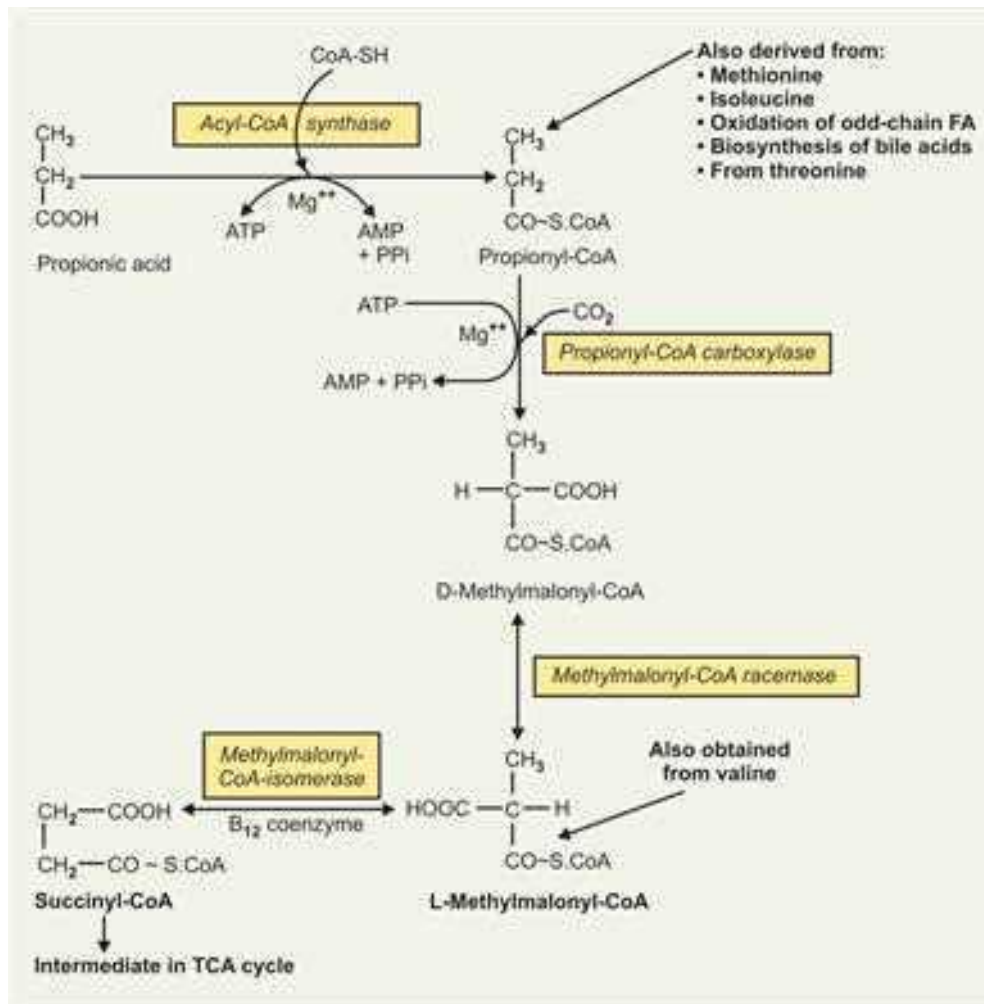 CoA-SH
Also derived from:
• Methionine
• Isoleucine
• Oxidation of odd-chain FA
• Biosynthesis of bile acids
• From threonine
Acyl-CoA synthase
CH3
CH2
COOH
Propionic acid
Mg++
ATP
AMP
+ PPi
CH3
CH2
CO~S.CoA
Propionyl-CoA
ATP
Mg++
CO2
AMP + PPi
Propionyl-CoA carboxylase
CH3
H — C — COOH
CO~S.CoA
D-Methylmalonyl-CoA
Methylmalonyl-CoA racemase
Also obtained
from valine
Methylmalonyl-
CoA-isomerase
B12 coenzyme
CH3
HOGC — C — H
CO~S.CoA
L-Methylmalonyl-CoA
CH2 — COOH
CH2 — CO ~ S.CoA
Succinyl-CoA
Intermediate in TCA cycle